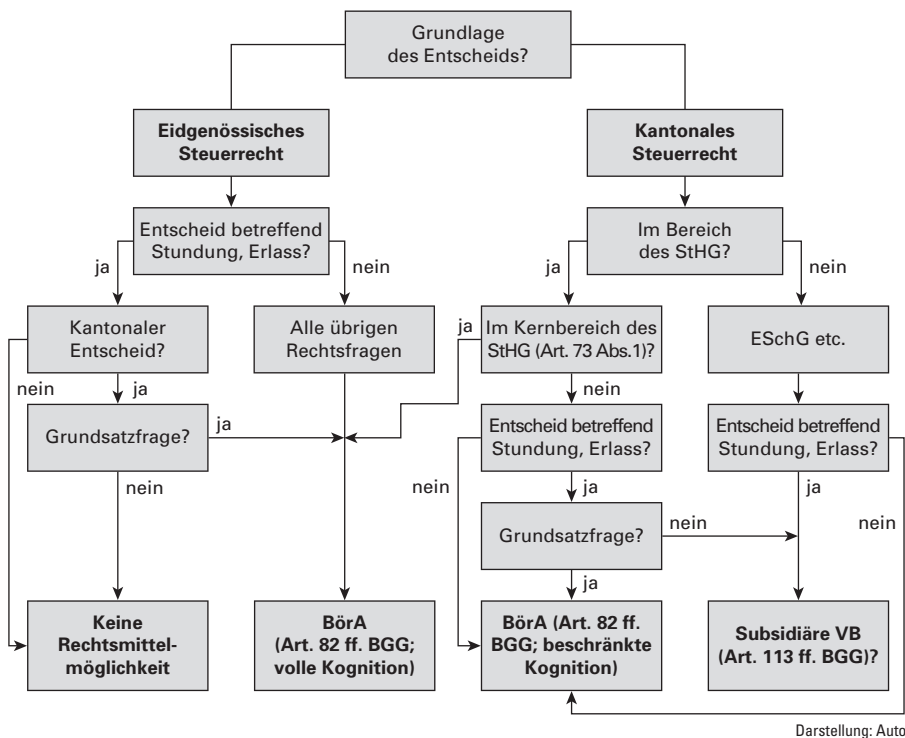 Grundlage
des Entscheids?
Eidgenössisches
Steuerrecht
Kantonales
Steuerrecht
Entscheid betreffend
Stundung, Erlass?
Im Bereich
des StHG?
ja
nein
ja
nein
Kantonaler
Entscheid?
Alle übrigen
Rechtsfragen
ja
Im Kernbereich des
StHG (Art. 73 Abs.1)?
ESchG etc.
nein
ja
nein
Grundsatzfrage?
ja
Entscheid betreffend
Stundung, Erlass?
Entscheid betreffend
Stundung, Erlass?
nein
nein
ja
ja
nein
Grundsatzfrage?
nein
ja
Keine
Rechtsmittel-
möglichkeit
BörA
(Art. 82 ff. BGG;
volle Kognition)
BörA (Art. 82 ff.
BGG; beschränkte
Kognition)
Subsidiäre VB
(Art. 113 ff. BGG)?
Darstellung: Auto